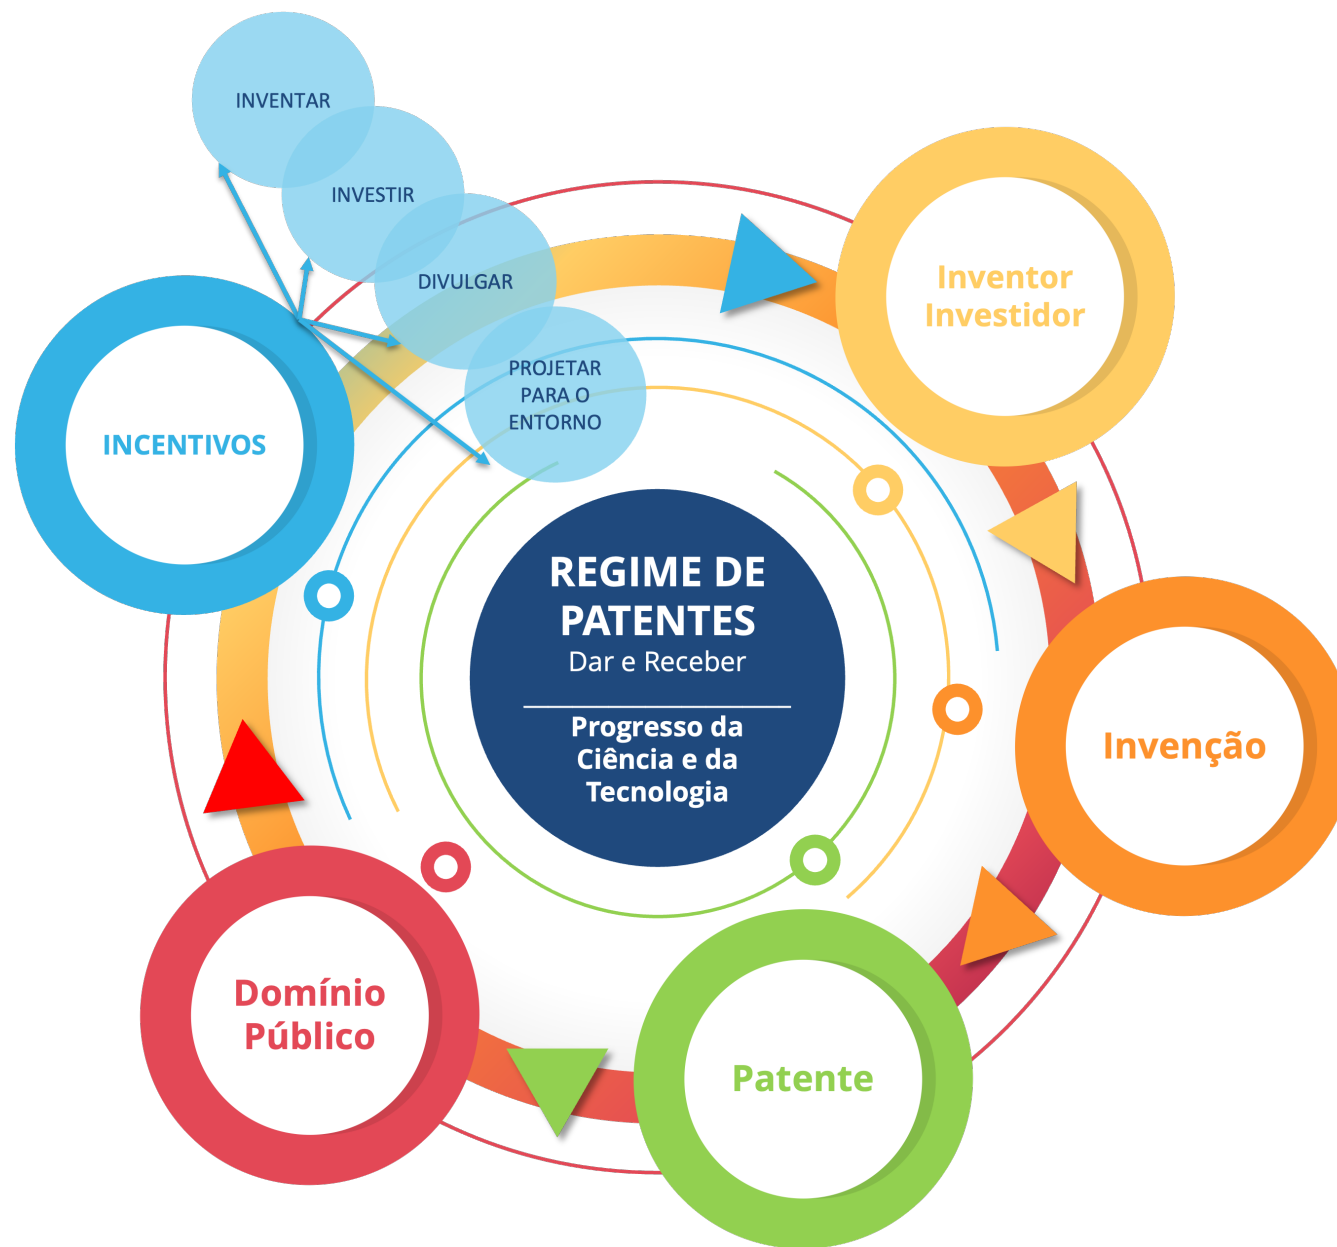 INVENTAR
INVESTIR
DIVULGAR
PROJETAR
PARA O
ENTORNO
INCENTIVOS
Inventor
Investidor
Invenção
Patente
Domínio
Público
REGIME DE
PATENTES
Dar e Receber
Progresso da
Ciência e da
Tecnologia